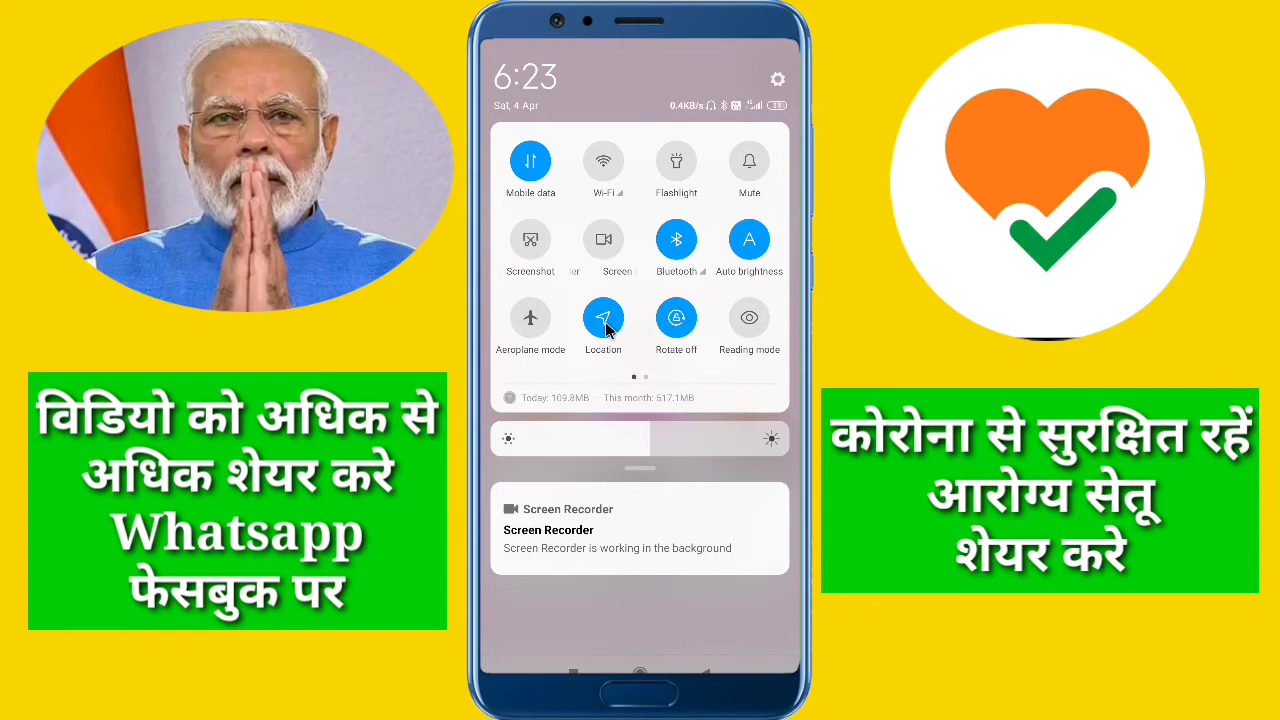 विडियो को अधिक से
अधिक शेयर करे
Whatsapp
फेसबुक पर
6:23
Sat, 4 Apr
0.4KB/s
Mobile data
Wi-Fi
Flashlight
Mute
Screenshot
Screen
Bluetooth
Auto brightness
Aeroplane mode
Location
Rotate off
Reading mode
Today: 109.8MB
This month: 517.1MB
Screen Recorder
Screen Recorder
Screen Recorder is working in the background
कोरोना से सुरक्षित रहें
आरोग्य सेतू
शेयर करे